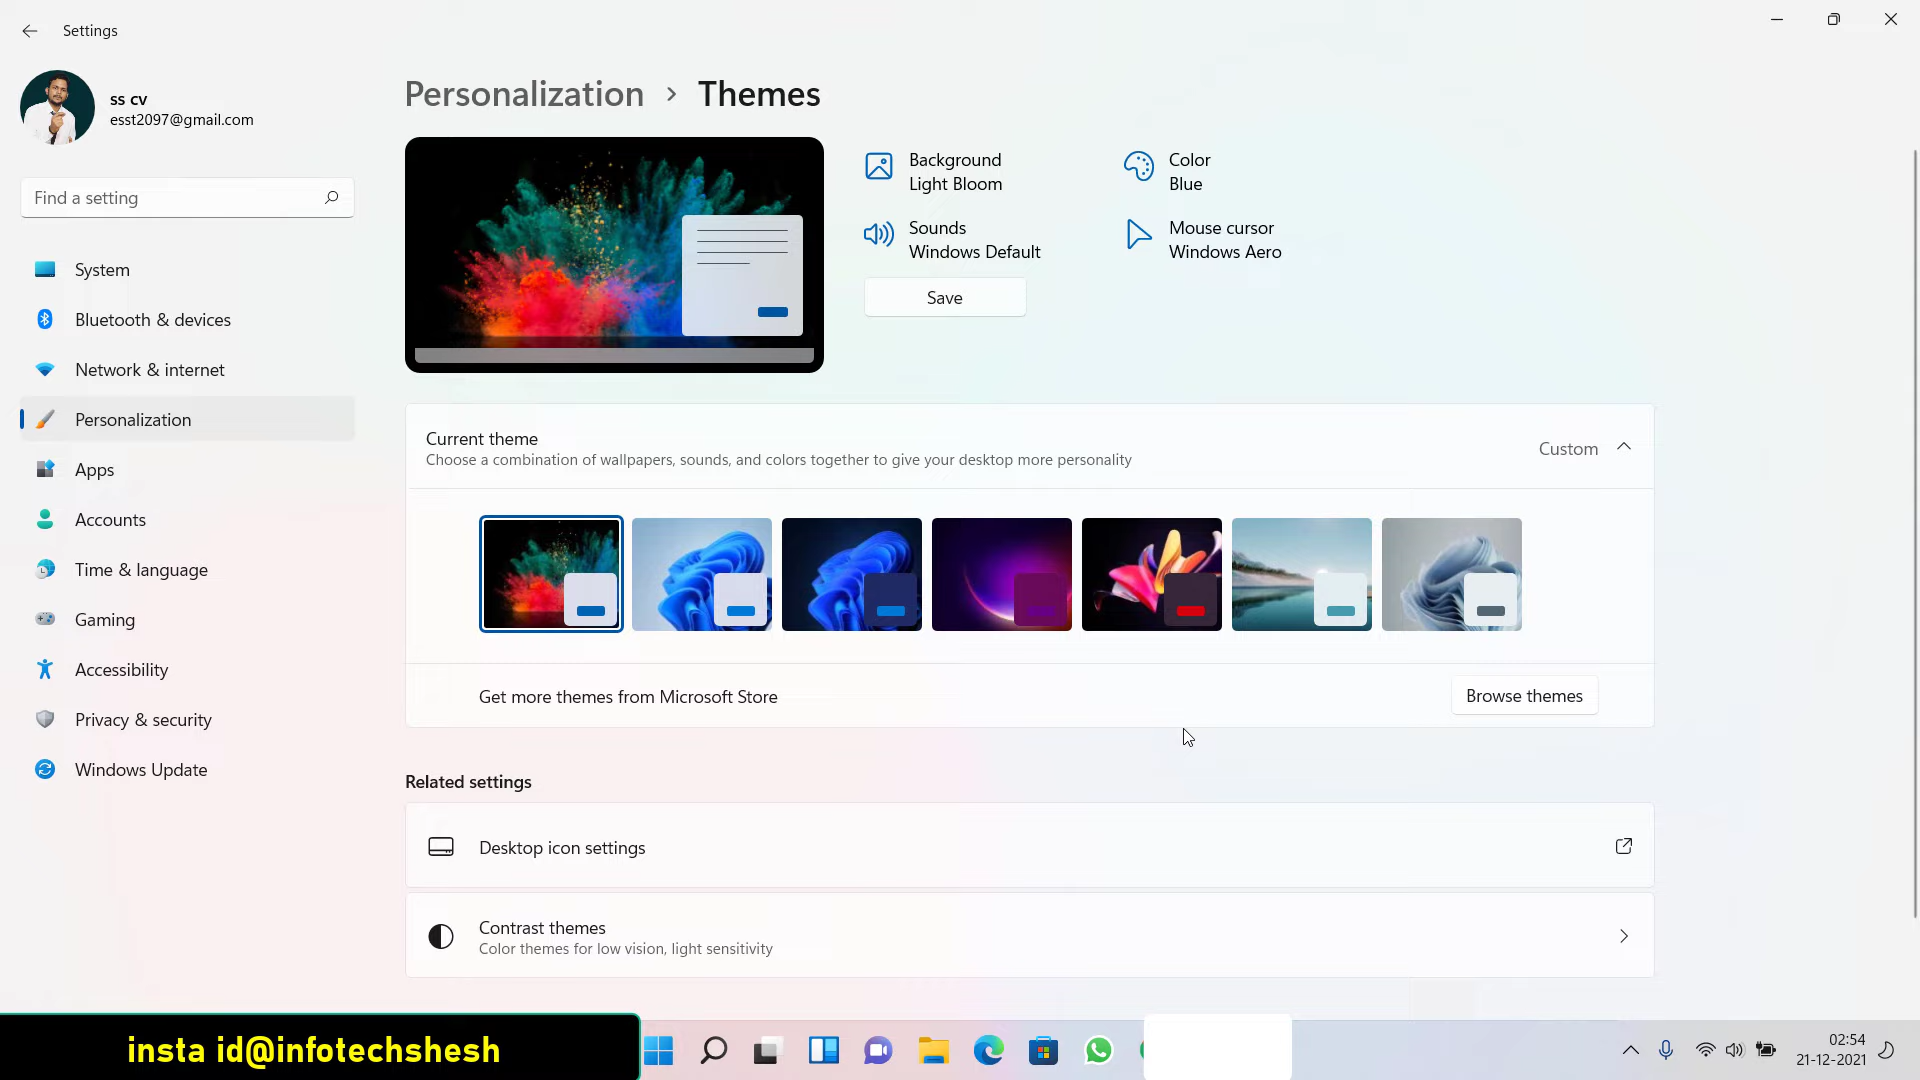 Settings
ss cv
esst2097@gmail.com
Find a setting
System
Bluetooth & devices
Network & internet
Personalization
Apps
Accounts
Time & language
Gaming
Accessibility
Privacy & security
Windows Update
Personalization > Themes
Background
Light Bloom
Color
Blue
Sounds
Windows Default
Mouse cursor
Windows Aero
Save
Current theme
Choose a combination of wallpapers, sounds, and colors together to give your desktop more personality
Custom
Get more themes from Microsoft Store
Browse themes
Related settings
Desktop icon settings
Contrast themes
Color themes for low vision, light sensitivity
insta id@infotechshesh
02:54
21-12-2021